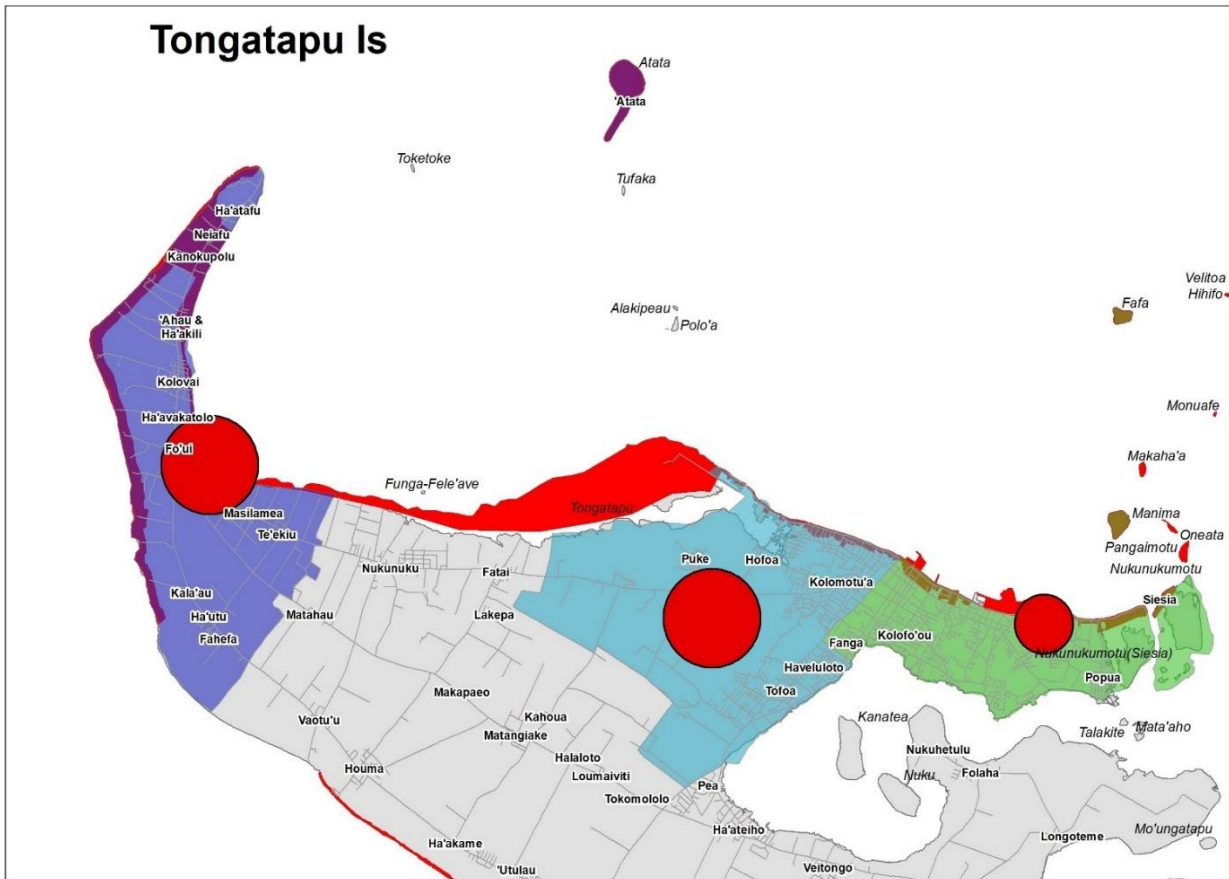 Tongatapu Is
Atata
'Atata
Toketoke
Tufaka
Ha'atafu
Neiafu
Kanokupolu
Velitoa
Hihifo
Alakipeau
Polo'a
Fafa
'Ahau &
Ha'akili
Kolovai
Ha'avakatolo
Fo'ui
Monuafe
Makaha'a
Funga-Fele'ave
Masilamea
Tongatapu
Manima
Te'ekiu
Oneata
Pangaimotu
Nukunukumotu
Nukunuku
Fatai
Puke
Hofoa
Kolomotu'a
Siesia
Kala'au
Ha'utu
Matahau
Lakepa
Fahefa
Fanga
Kolofo'ou
Nukunukumotu(Siesia)
Haveluloto
Popua
Makapaeo
Tofoa
Vaotu'u
Kahoua
Matangiake
Kanatea
Talakite
Mata'aho
Halaloto
Nukuhetulu
Houma
Loumaiviti
Nuku
Folaha
Pea
Tokomololo
Ha'ateiho
Longoteme
Mo'ungatapu
Ha'akame
'Utulau
Veitongo